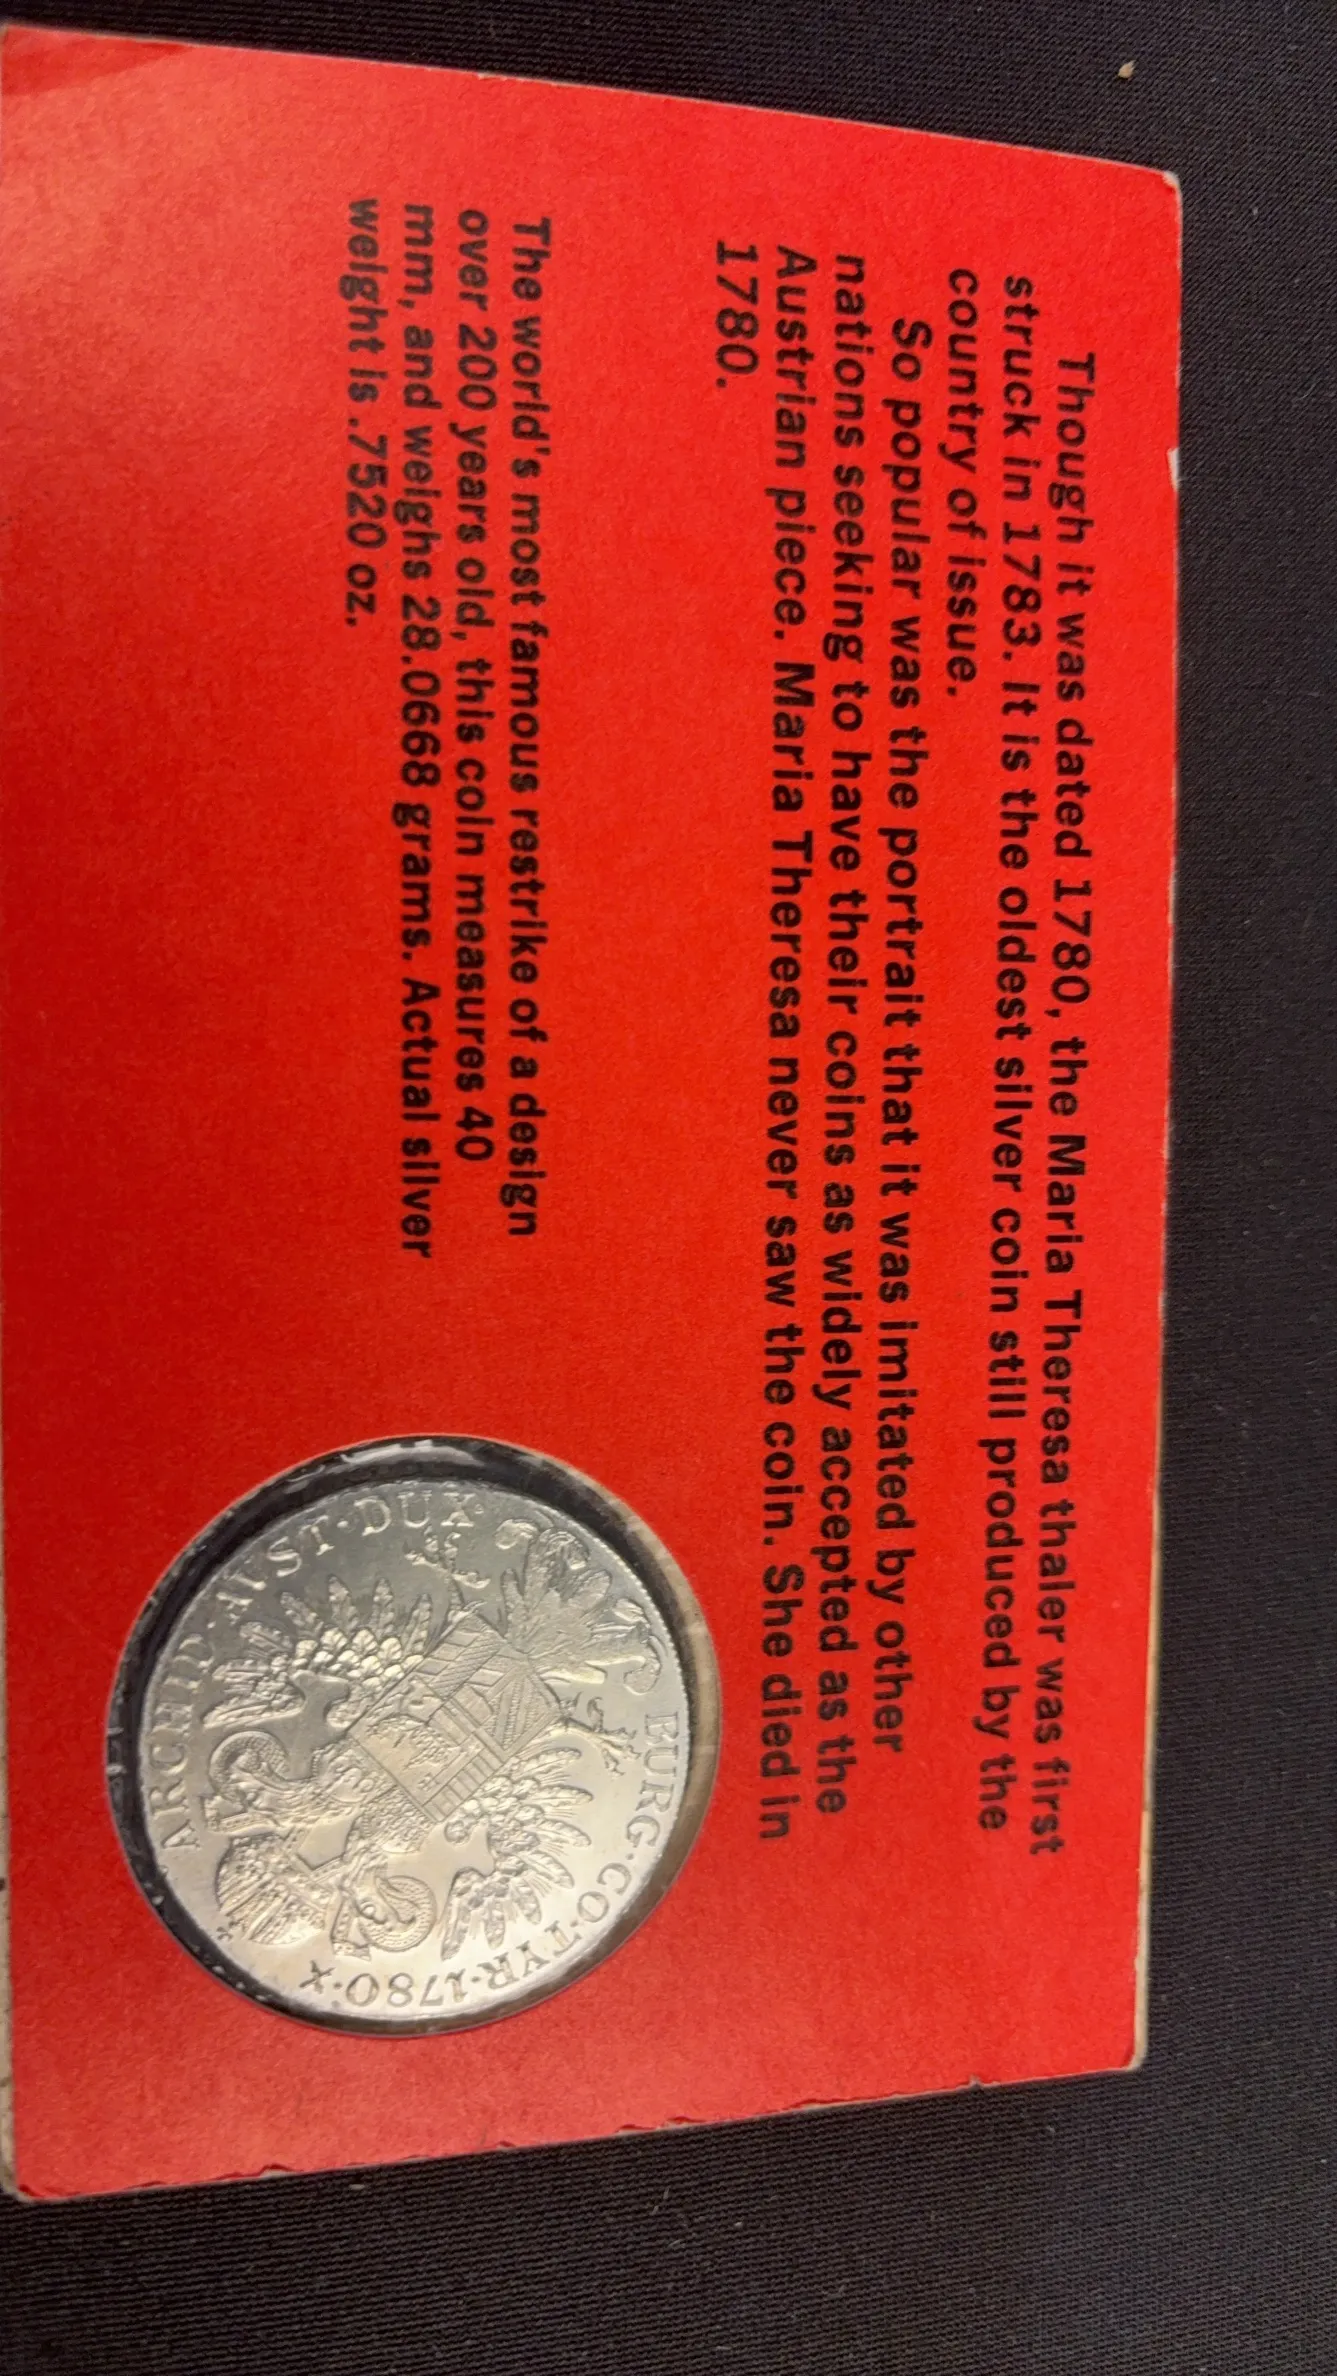 Though it was dated 1780, the Maria Theresa thaler was first
struck in 1783. It is the oldest silver coin still produced by the
country of issue.
So popular was the portrait that it was imitated by other
nations seeking to have their coins as widely accepted as the
Austrian piece. Maria Theresa never saw the coin. She died in
1780.
The world's most famous restrike of a design
over 200 years old, this coin measures 40
mm, and weighs 28.0668 grams. Actual silver
weight is .7520 oz.
ARCHID·AUST·DUX·
BURG·CO·TYR·1780·X